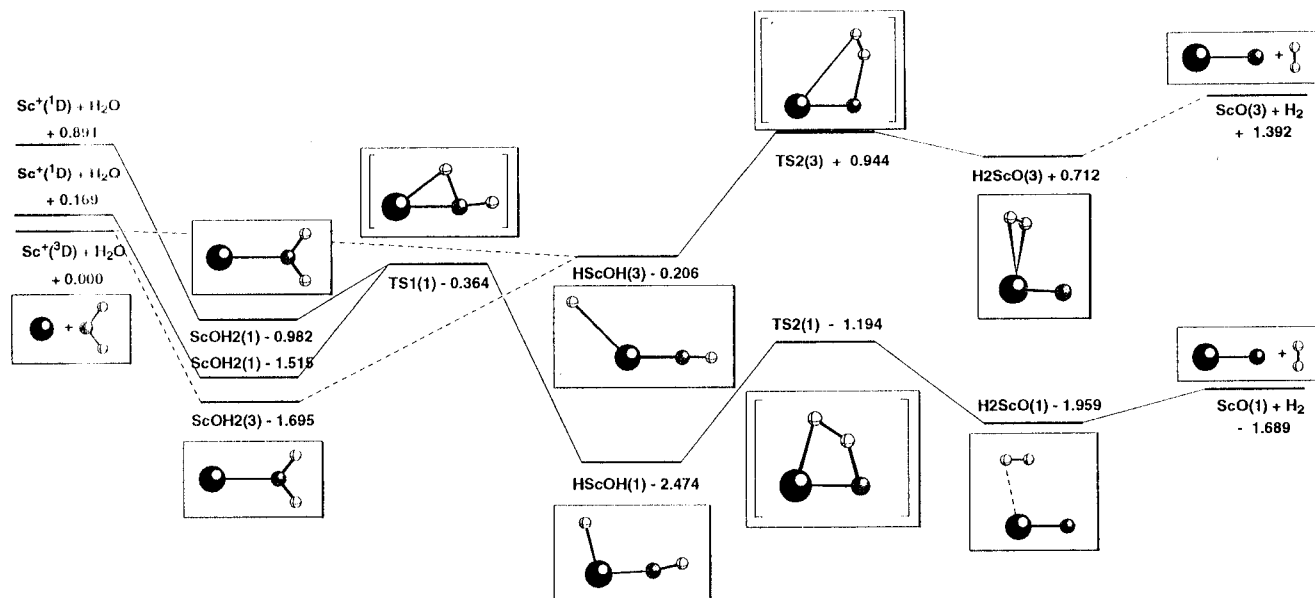 Sc⁺(¹D) + H₂O
+ 0.891
Sc⁺(¹D) + H₂O
+ 0.169
Sc⁺(³D) + H₂O
+ 0.000
+
ScOH2(1) - 0.982
ScOH2(1) - 1.515
ScOH2(3) - 1.695
TS1(1) - 0.364
HScOH(3) - 0.206
HScOH(1) - 2.474
TS2(3) + 0.944
TS2(1) - 1.194
H2ScO(3) + 0.712
H2ScO(1) - 1.959
+
ScO(3) + H₂
+ 1.392
+
ScO(1) + H₂
- 1.689